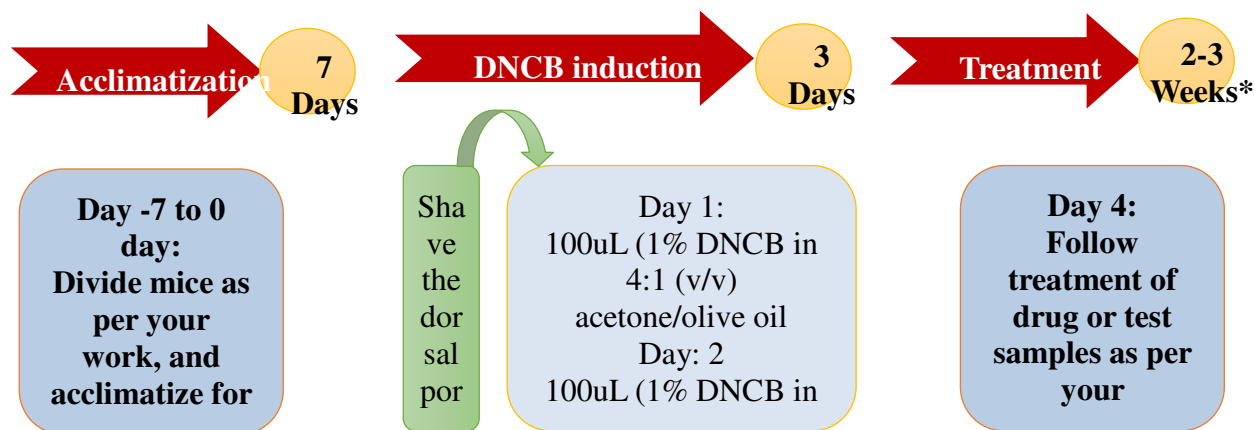 Acclimatization
7
Days
DNCB induction
3
Days
Treatment
2-3
Weeks*
Day -7 to 0
day:
Divide mice as
per your
work, and
acclimatize for
Sha
ve
the
dor
sal
por
Day 1:
100uL (1% DNCB in
4:1 (v/v)
acetone/olive oil
Day: 2
100uL (1% DNCB in
Day 4:
Follow
treatment of
drug or test
samples as per
your